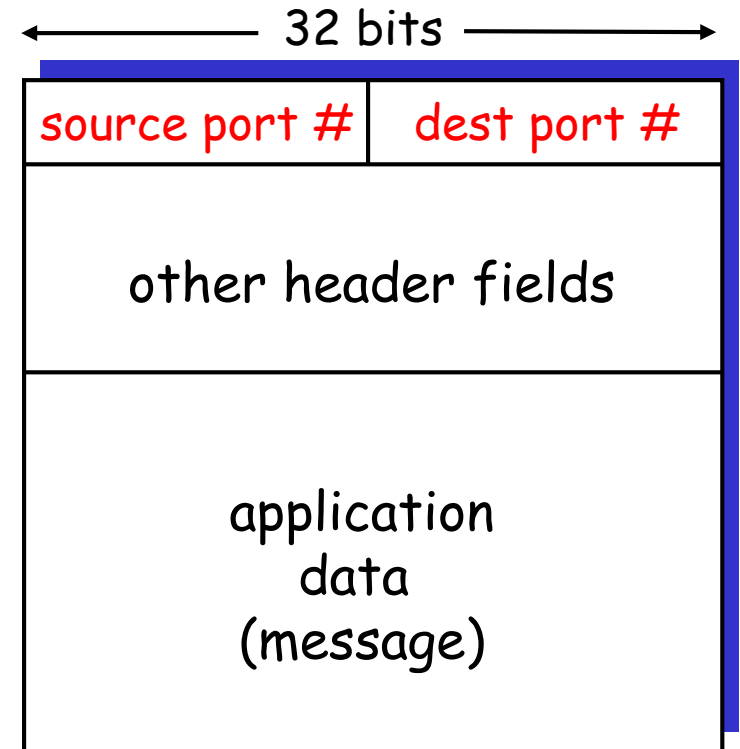 32 bits
source port # dest port #
other header fields
application
data
(message)